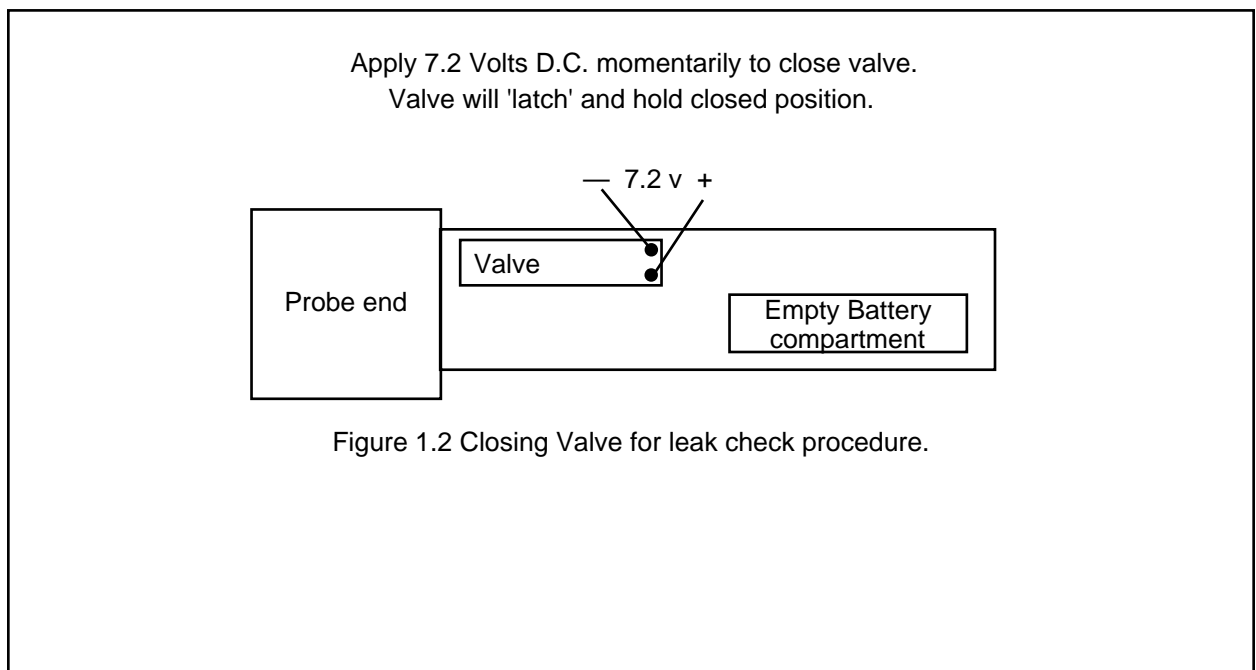 Apply 7.2 Volts D.C. momentarily to close valve.
Valve will 'latch' and hold closed position.
— 7.2 v +
Valve
Probe end
Empty Battery
compartment
Figure 1.2 Closing Valve for leak check procedure.